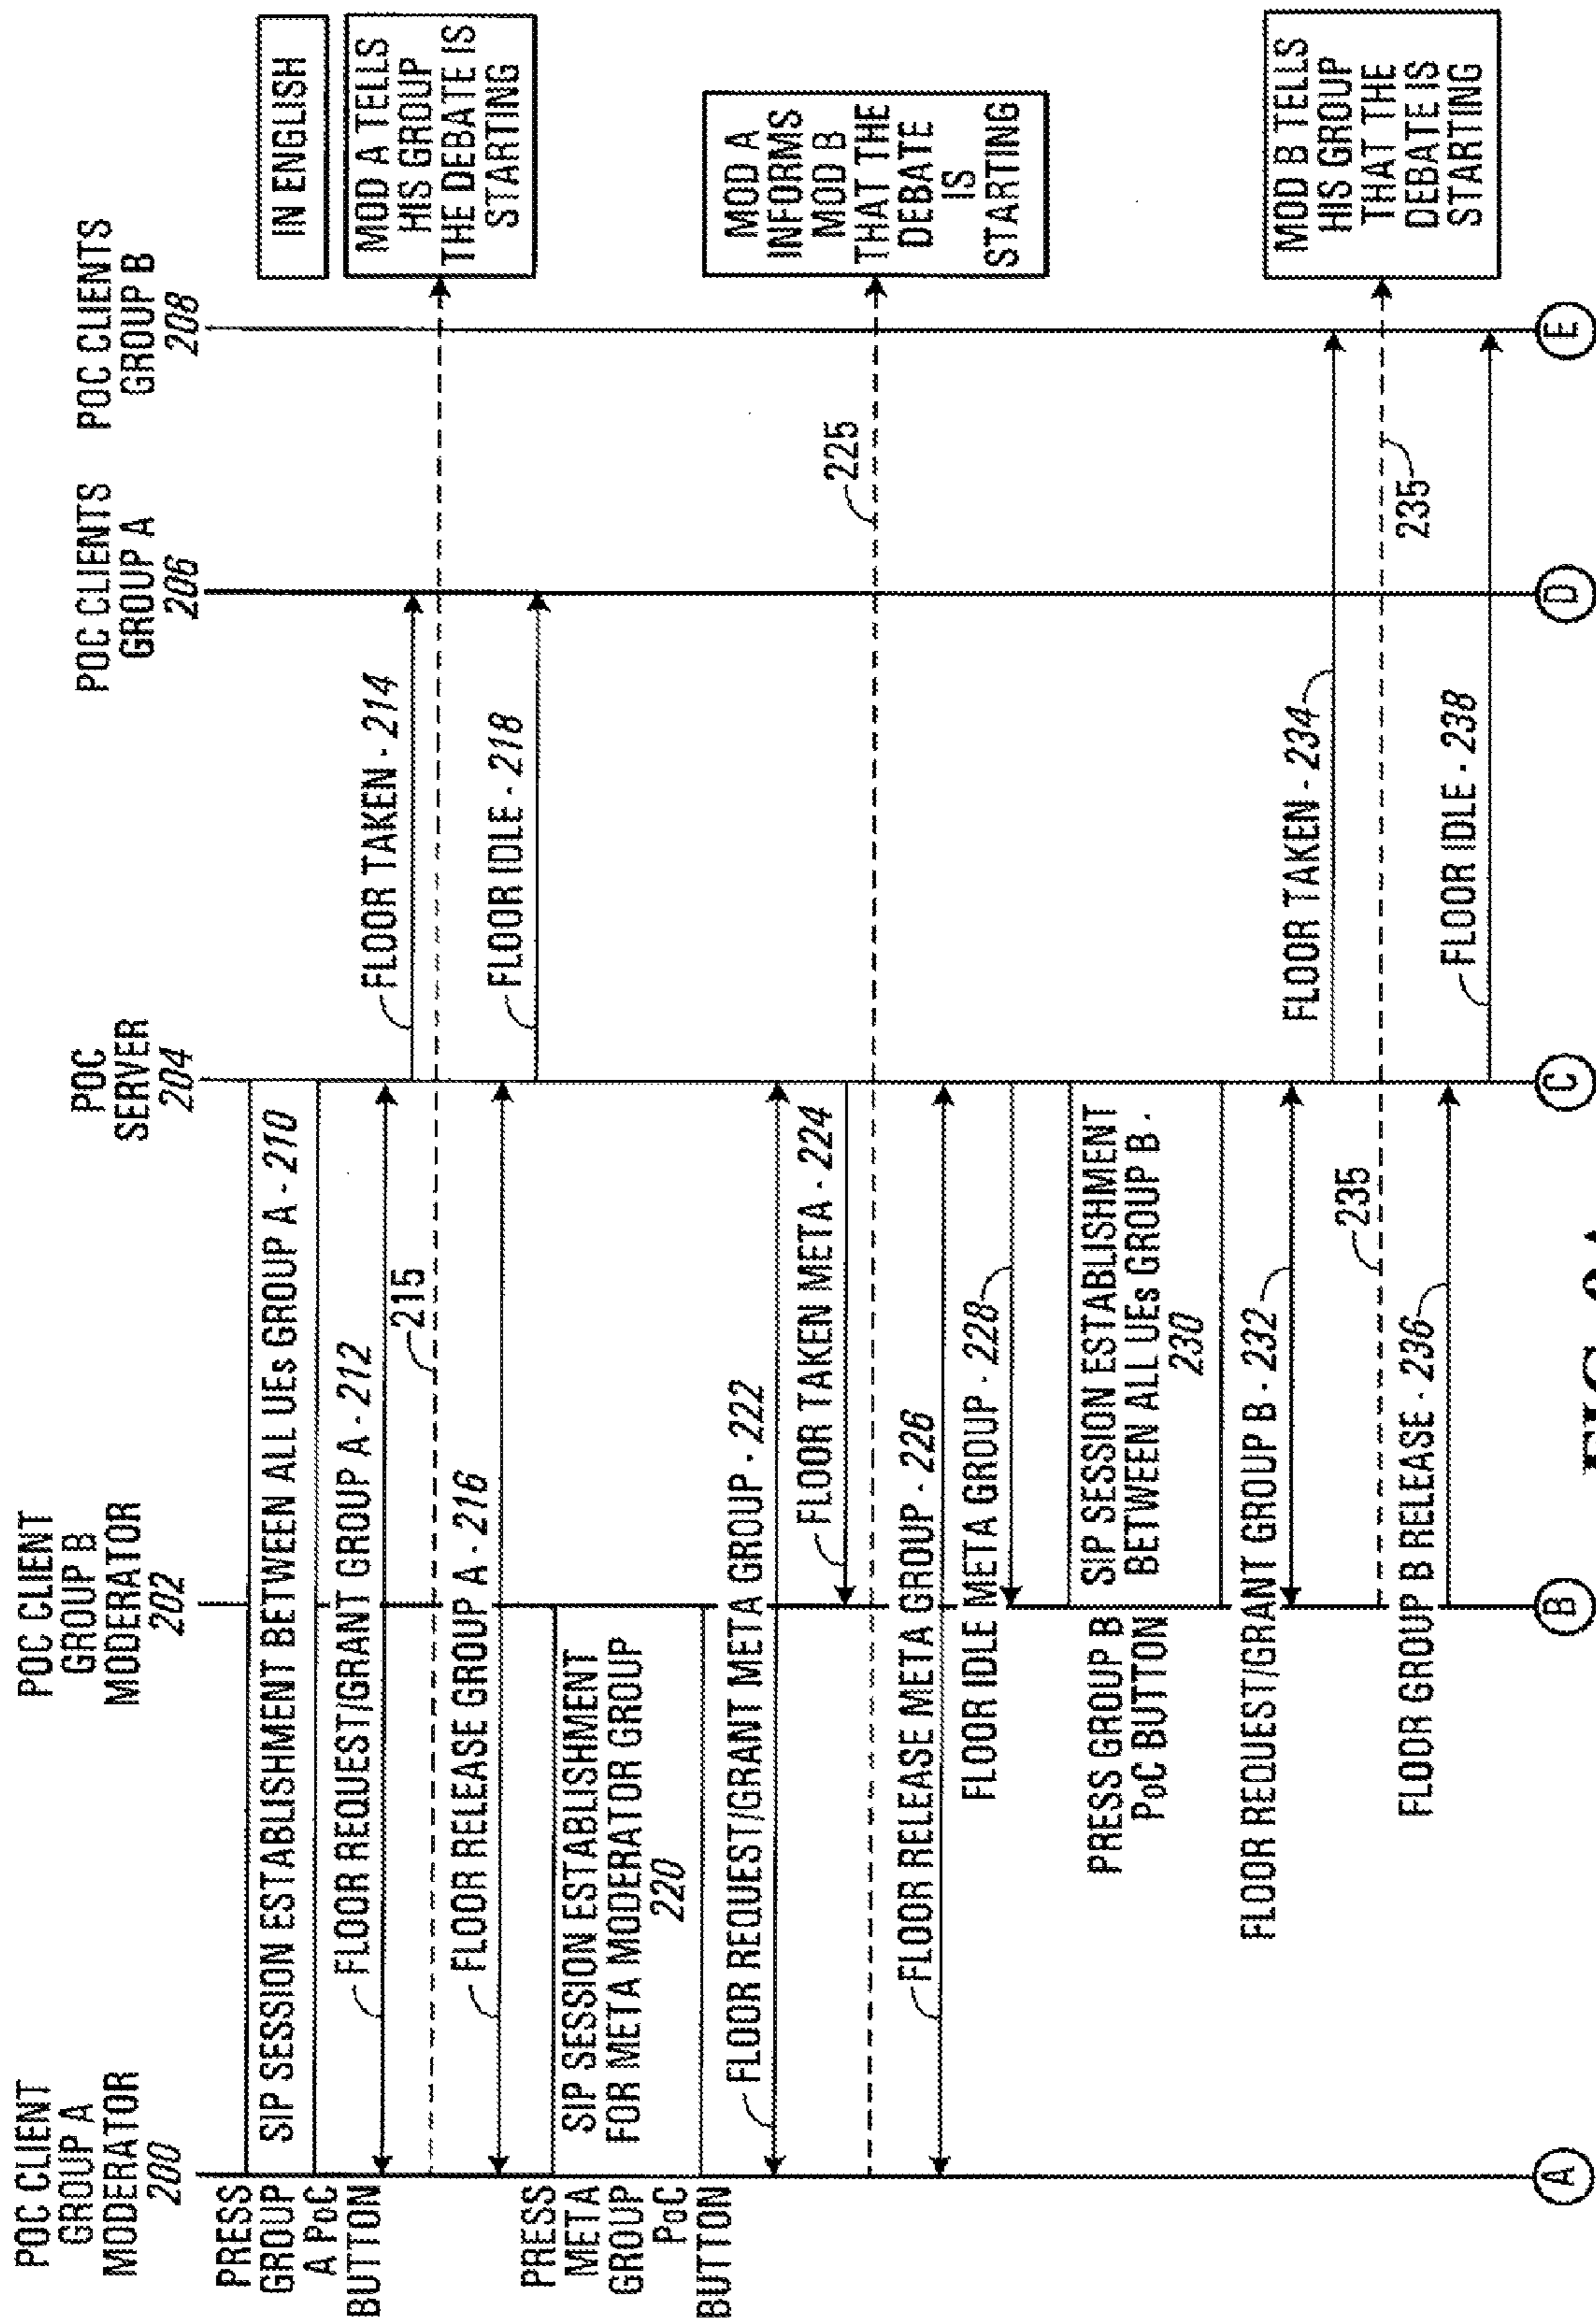 POC CLIENT
GROUP A
MODERATOR
200
POC CLIENT
GROUP B
MODERATOR
202
POC
SERVER
204
POC CLIENTS
GROUP A
206
POC CLIENTS
GROUP B
208
IN ENGLISH
PRESS
GROUP
A PoC
BUTTON
SIP SESSION ESTABLISHMENT BETWEEN ALL UEs GROUP A - 210
FLOOR REQUEST/GRANT GROUP A - 212
FLOOR TAKEN - 214
215
MOD A TELLS
HIS GROUP
THE DEBATE IS
STARTING
FLOOR RELEASE GROUP A - 216
FLOOR IDLE - 218
PRESS
META
GROUP
PoC
BUTTON
SIP SESSION ESTABLISHMENT
FOR META MODERATOR GROUP
220
FLOOR REQUEST/GRANT META GROUP - 222
FLOOR TAKEN META - 224
225
MOD A
INFORMS
MOD B
THAT THE
DEBATE
IS
STARTING
FLOOR RELEASE META GROUP - 226
FLOOR IDLE META GROUP - 228
PRESS GROUP B
PoC BUTTON
SIP SESSION ESTABLISHMENT
BETWEEN ALL UEs GROUP B -
230
FLOOR REQUEST/GRANT GROUP B - 232
FLOOR TAKEN - 234
235
235
MOD B TELLS
HIS GROUP
THAT THE
DEBATE IS
STARTING
FLOOR GROUP B RELEASE - 236
FLOOR IDLE - 238
A
B
C
D
E